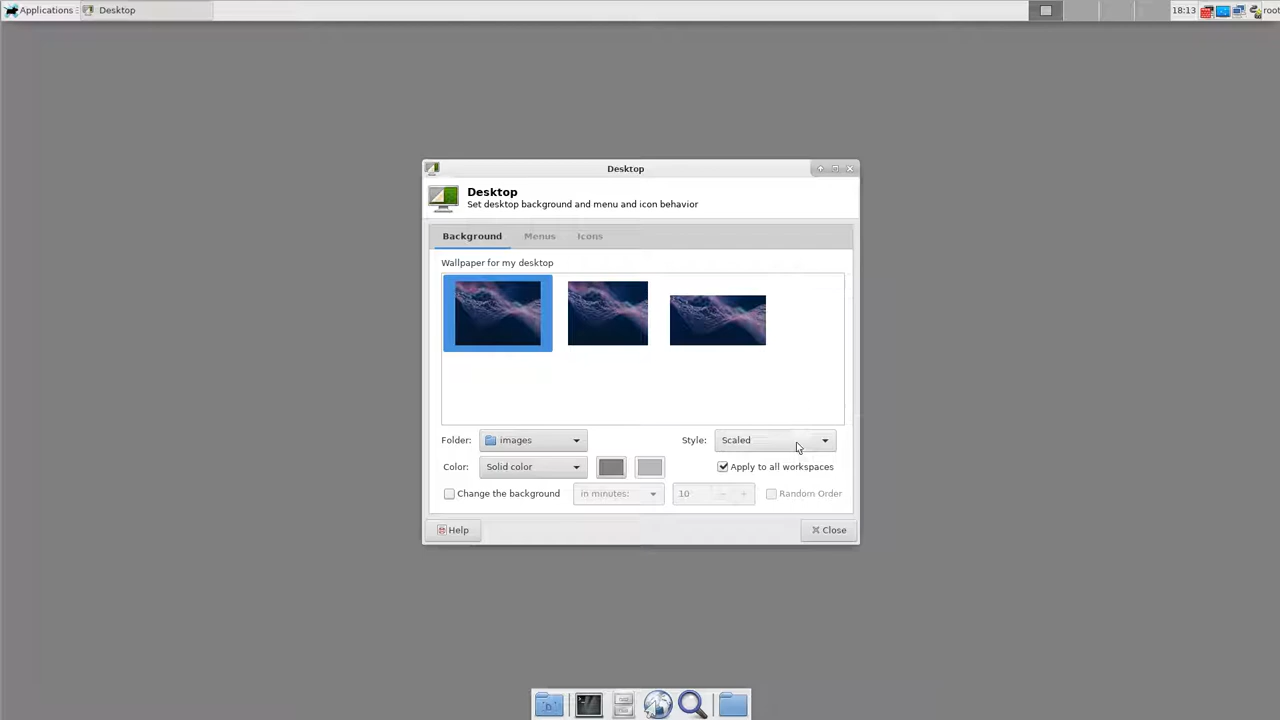 Applications Desktop 18:13 root
Desktop
Desktop
Set desktop background and menu and icon behavior
Background Menus Icons
Wallpaper for my desktop
Folder: images Style: Scaled
Color: Solid color Apply to all workspaces
Change the background in minutes: 10 Random Order
Help Close